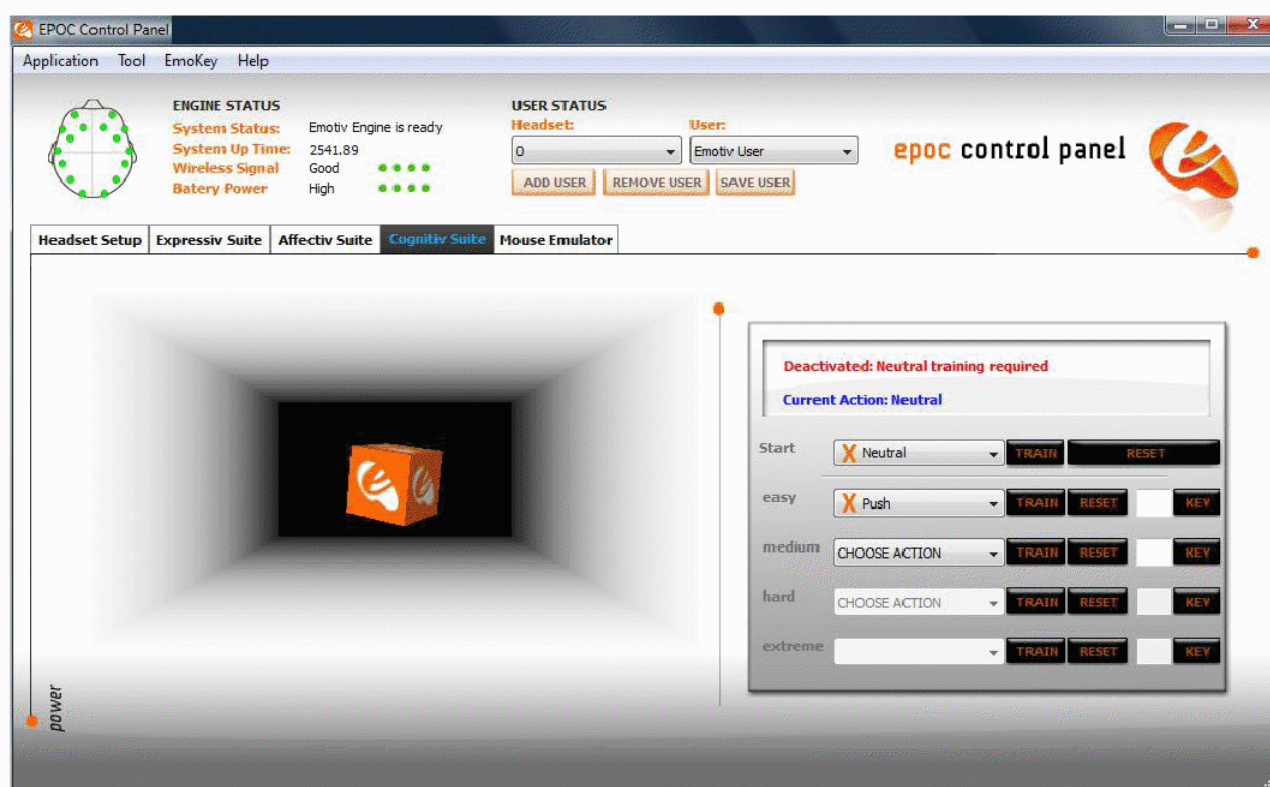 EPOC Control Panel
Application Tool EmoKey Help
ENGINE STATUS
System Status: Emotiv Engine is ready
System Up Time: 2541.89
Wireless Signal Good
Batery Power High
USER STATUS
Headset: User:
0 Emotiv User
ADD USER REMOVE USER SAVE USER
epoc control panel
Headset Setup Expressiv Suite Affectiv Suite Cognitiv Suite Mouse Emulator
Deactivated: Neutral training required
Current Action: Neutral
Start Neutral TRAIN RESET
easy Push TRAIN RESET KEY
medium CHOOSE ACTION TRAIN RESET KEY
hard CHOOSE ACTION TRAIN RESET KEY
extreme TRAIN RESET KEY
power